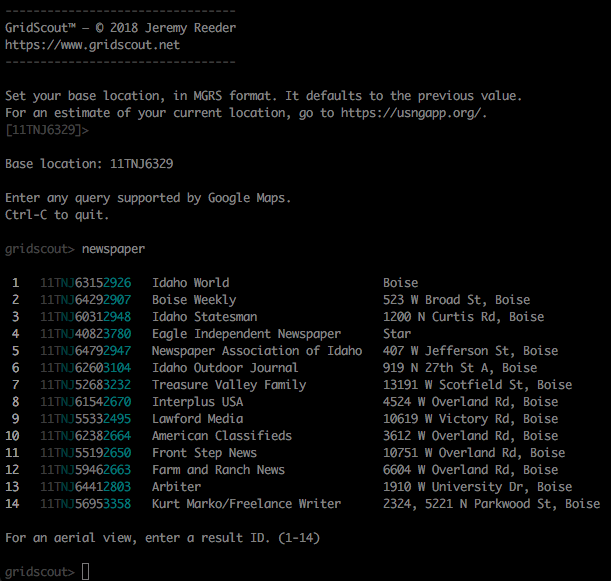 ---------------------------------
GridScout™ — © 2018 Jeremy Reeder
https://www.gridscout.net
---------------------------------
Set your base location, in MGRS format. It defaults to the previous value.
For an estimate of your current location, go to https://usngapp.org/.
[11TNJ6329]>
Base location: 11TNJ6329
Enter any query supported by Google Maps.
Ctrl-C to quit.
gridscout> newspaper
1 11TNJ63152926 Idaho World Boise
2 11TNJ64292907 Boise Weekly 523 W Broad St, Boise
3 11TNJ60312948 Idaho Statesman 1200 N Curtis Rd, Boise
4 11TNJ40823780 Eagle Independent Newspaper Star
5 11TNJ64792947 Newspaper Association of Idaho 407 W Jefferson St, Boise
6 11TNJ62603104 Idaho Outdoor Journal 919 N 27th St A, Boise
7 11TNJ52683232 Treasure Valley Family 13191 W Scotfield St, Boise
8 11TNJ61542670 Interplus USA 4524 W Overland Rd, Boise
9 11TNJ55332495 Lawford Media 10619 W Victory Rd, Boise
10 11TNJ62382664 American Classifieds 3612 W Overland Rd, Boise
11 11TNJ55192650 Front Step News 10751 W Overland Rd, Boise
12 11TNJ59462663 Farm and Ranch News 6604 W Overland Rd, Boise
13 11TNJ64412803 Arbiter 1910 W University Dr, Boise
14 11TNJ56953358 Kurt Marko/Freelance Writer 2324, 5221 N Parkwood St, Boise
For an aerial view, enter a result ID. (1-14)
gridscout>